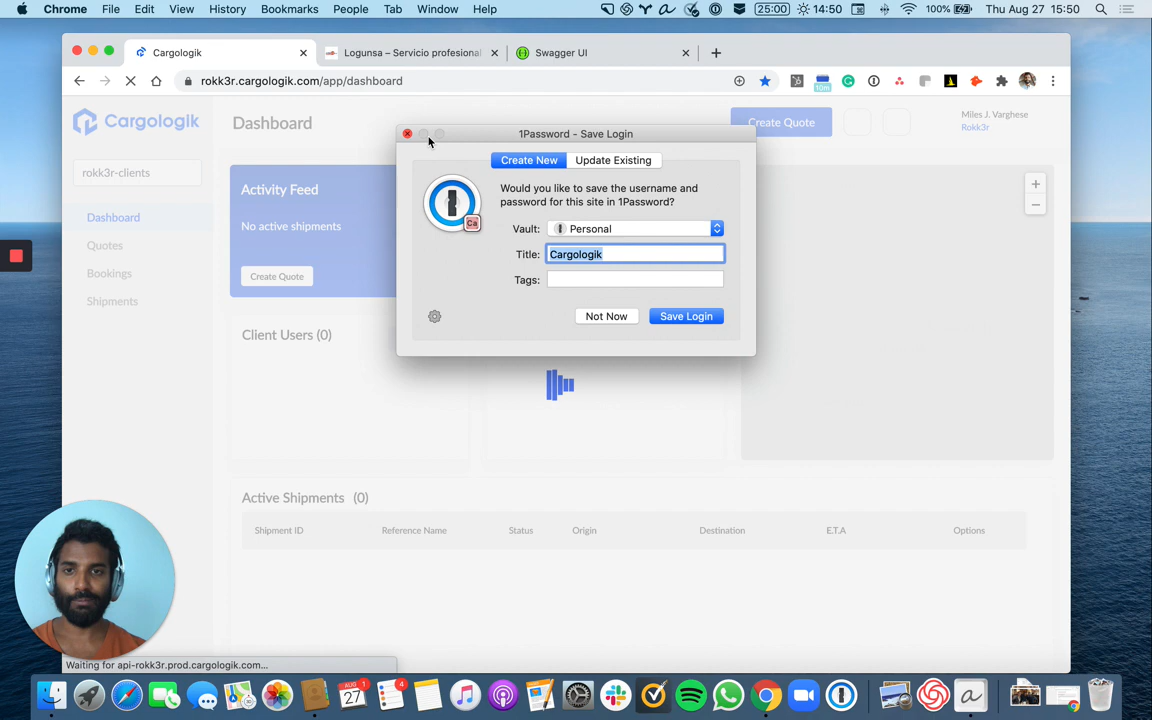 Chrome File Edit View History Bookmarks People Tab Window Help 25:00 14:50 100% Thu Aug 27 15:50
Cargologik Logunsa – Servicio profesional Swagger UI
rokk3r.cargologik.com/app/dashboard
10m
Cargologik Dashboard Create Quote Miles J. Varghese
Rokk3r
1Password - Save Login
Create New Update Existing
Would you like to save the username and
password for this site in 1Password?
Vault: Personal
Title: Cargologik
Tags:
Not Now Save Login
rokk3r-clients
Dashboard
Quotes
Bookings
Shipments
Activity Feed
No active shipments
Create Quote
Client Users (0)
Active Shipments (0)
Shipment ID Reference Name Status Origin Destination E.T.A Options
Waiting for api-rokk3r.prod.cargologik.com...
AUG
27
1
4